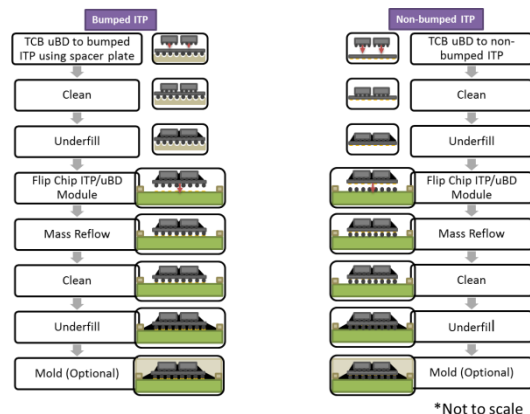 Bumped ITP
TCB uBD to bumped
ITP using spacer plate
Clean
Underfill
Flip Chip ITP/uBD
Module
Mass Reflow
Clean
Underfill
Mold (Optional)
Non-bumped ITP
TCB uBD to non-
bumped ITP
Clean
Underfill
Flip Chip ITP/uBD
Module
Mass Reflow
Clean
Underfill
Mold (Optional)
*Not to scale